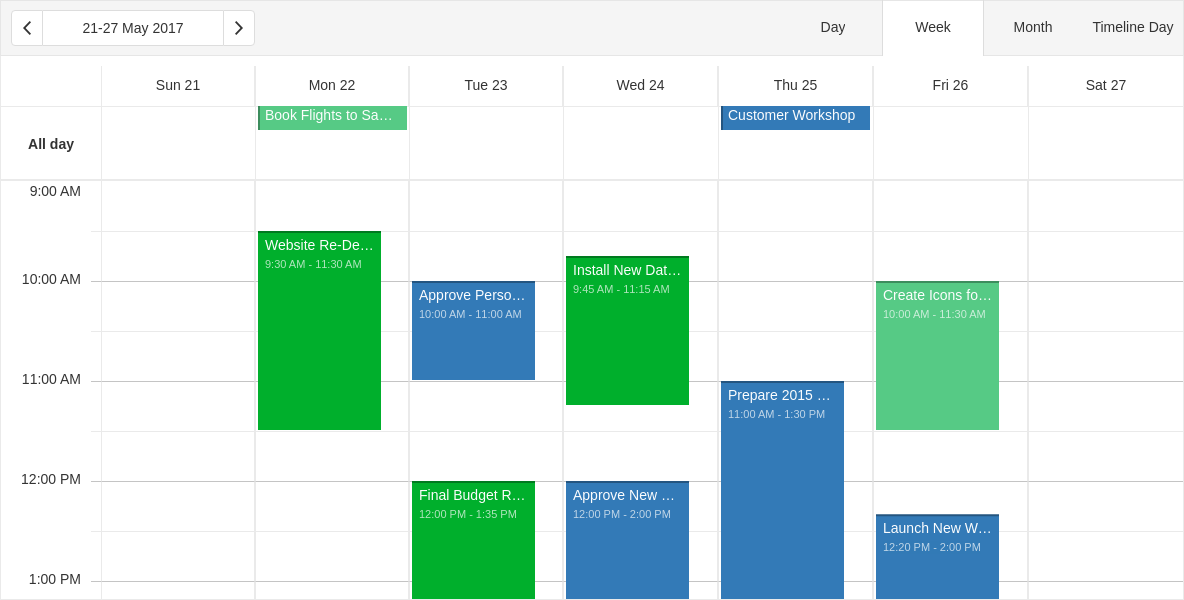 21-27 May 2017
Day
Week
Month
Timeline Day
Sun 21
Mon 22
Tue 23
Wed 24
Thu 25
Fri 26
Sat 27
All day
Book Flights to Sa…
Customer Workshop
9:00 AM
10:00 AM
11:00 AM
12:00 PM
1:00 PM
Website Re-De…
9:30 AM - 11:30 AM
Approve Perso…
10:00 AM - 11:00 AM
Final Budget R…
12:00 PM - 1:35 PM
Install New Dat…
9:45 AM - 11:15 AM
Approve New …
12:00 PM - 2:00 PM
Prepare 2015 …
11:00 AM - 1:30 PM
Create Icons fo…
10:00 AM - 11:30 AM
Launch New W…
12:20 PM - 2:00 PM